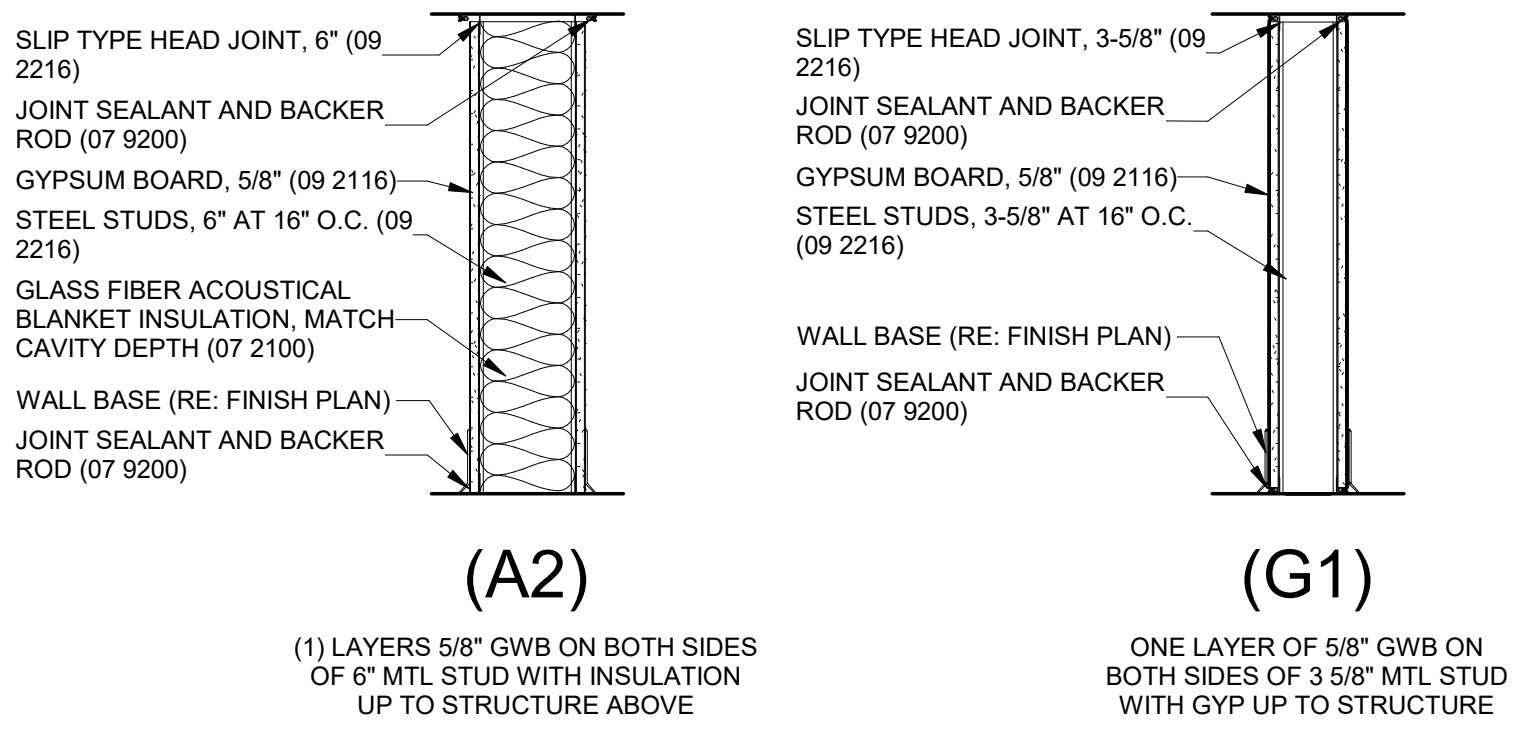 SLIP TYPE HEAD JOINT, 6" (09
2216)
JOINT SEALANT AND BACKER
ROD (07 9200)
GYPSUM BOARD, 5/8" (09 2116)
STEEL STUDS, 6" AT 16" O.C. (09
2216)
GLASS FIBER ACOUSTICAL
BLANKET INSULATION, MATCH
CAVITY DEPTH (07 2100)
WALL BASE (RE: FINISH PLAN)
JOINT SEALANT AND BACKER
ROD (07 9200)
(A2)
(1) LAYERS 5/8" GWB ON BOTH SIDES
OF 6" MTL STUD WITH INSULATION
UP TO STRUCTURE ABOVE
SLIP TYPE HEAD JOINT, 3-5/8" (09
2216)
JOINT SEALANT AND BACKER
ROD (07 9200)
GYPSUM BOARD, 5/8" (09 2116)
STEEL STUDS, 3-5/8" AT 16" O.C.
(09 2216)
WALL BASE (RE: FINISH PLAN)
JOINT SEALANT AND BACKER
ROD (07 9200)
(G1)
ONE LAYER OF 5/8" GWB ON
BOTH SIDES OF 3 5/8" MTL STUD
WITH GYP UP TO STRUCTURE